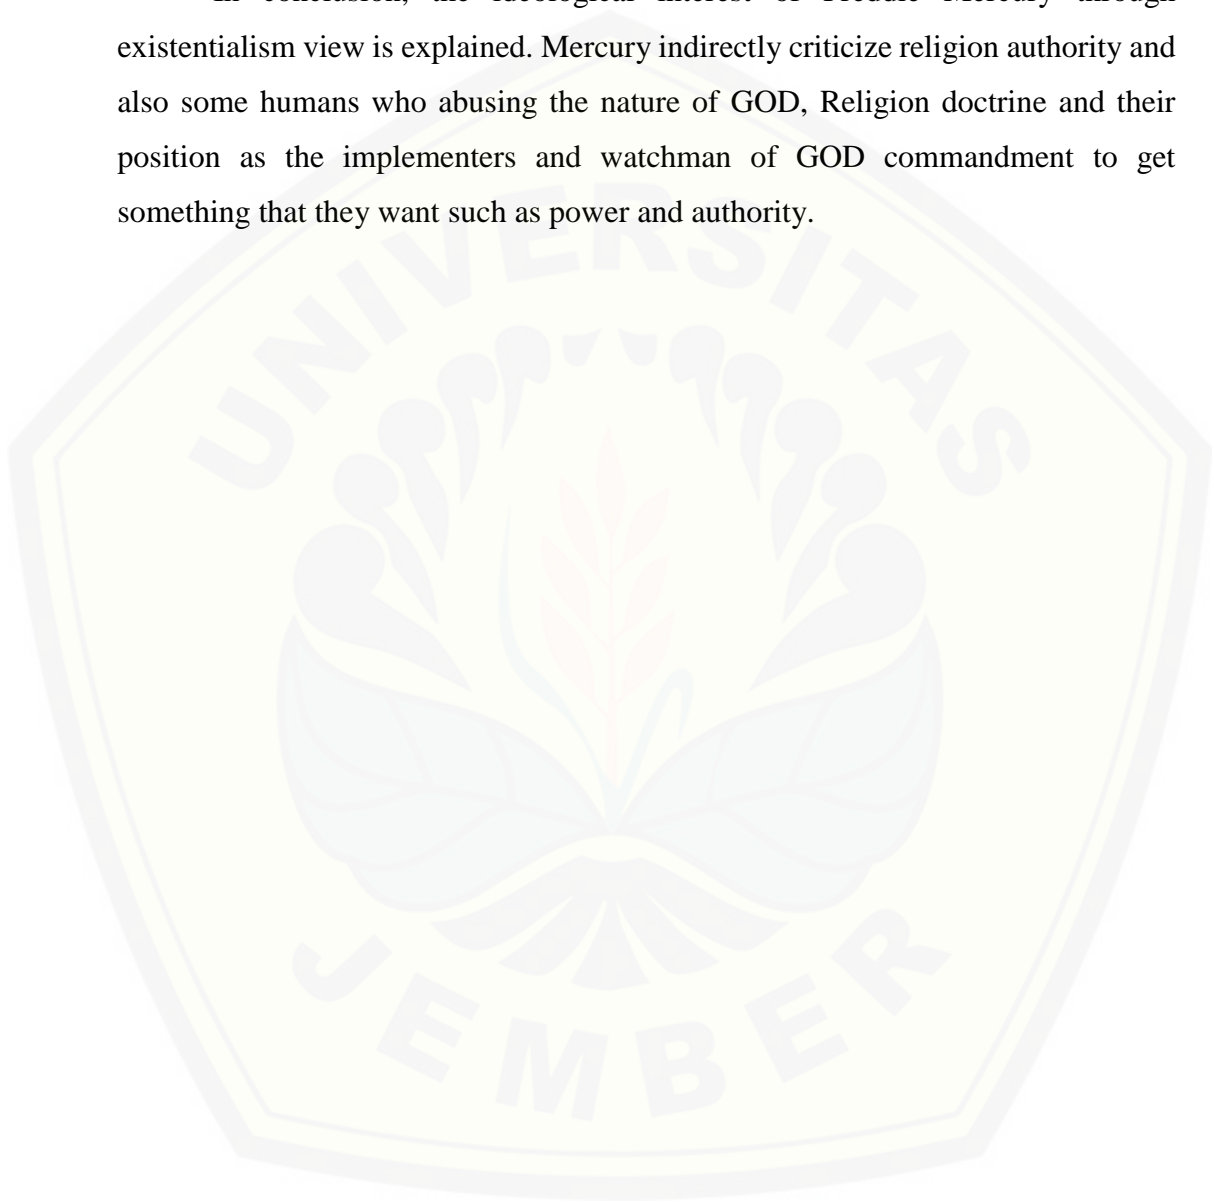 In conclusion, the ideological interest of Freddie Mercury through
existentialism view is explained. Mercury indirectly criticize religion authority and
also some humans who abusing the nature of GOD, Religion doctrine and their
position as the implementers and watchman of GOD commandment to get
something that they want such as power and authority.
UNIVERSITAS
JEMBER